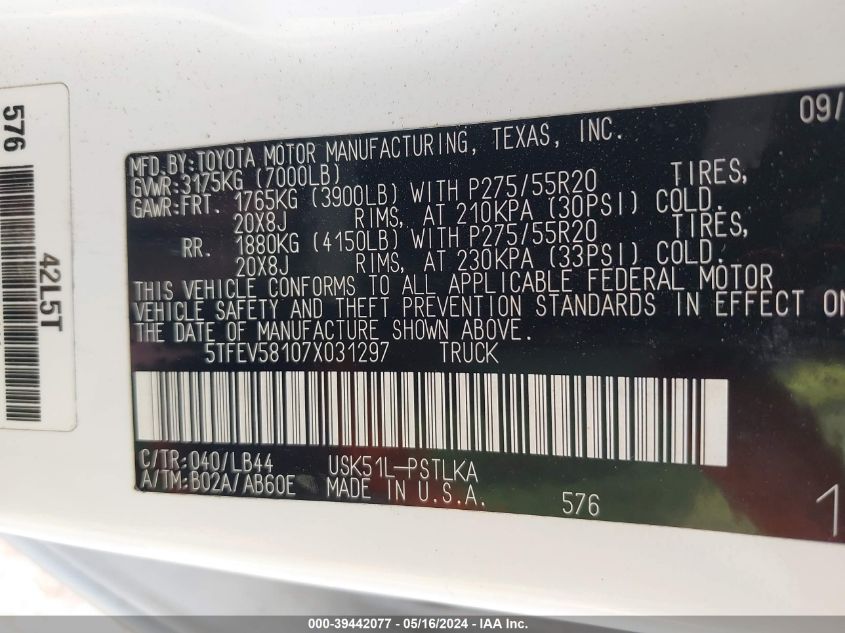 576
42L5T
09/
MFD.BY:TOYOTA MOTOR MANUFACTURING, TEXAS, INC.
GVWR:3175KG (7000LB)
GAWR:FRT. 1765KG (3900LB) WITH P275/55R20 TIRES,
20X8J RIMS, AT 210KPA (30PSI) COLD.
RR. 1880KG (4150LB) WITH P275/55R20 TIRES,
20X8J RIMS, AT 230KPA (33PSI) COLD.
THIS VEHICLE CONFORMS TO ALL APPLICABLE FEDERAL MOTOR
VEHICLE SAFETY AND THEFT PREVENTION STANDARDS IN EFFECT ON
THE DATE OF MANUFACTURE SHOWN ABOVE.
5TFEV58107X031297 TRUCK
C/TR:040/LB44 USK51L-PSTLKA
A/TM:B02A/AB60E MADE IN U.S.A. 576
1
000-39442077 - 05/16/2024 - IAA Inc.